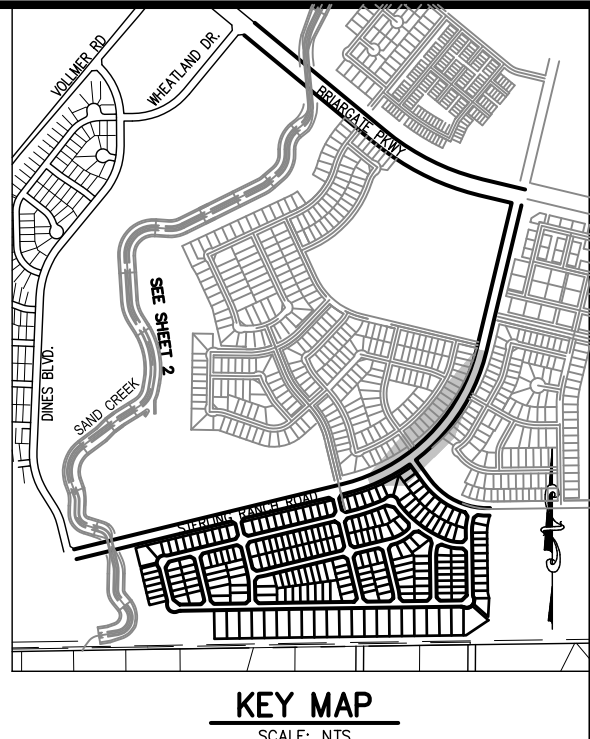 VOLLMER RD
WHEATLAND DR.
BRIARGATE PKWY
SEE SHEET 2
DINES BLVD.
SAND CREEK
STERLING RANCH ROAD
KEY MAP
SCALE: NTS